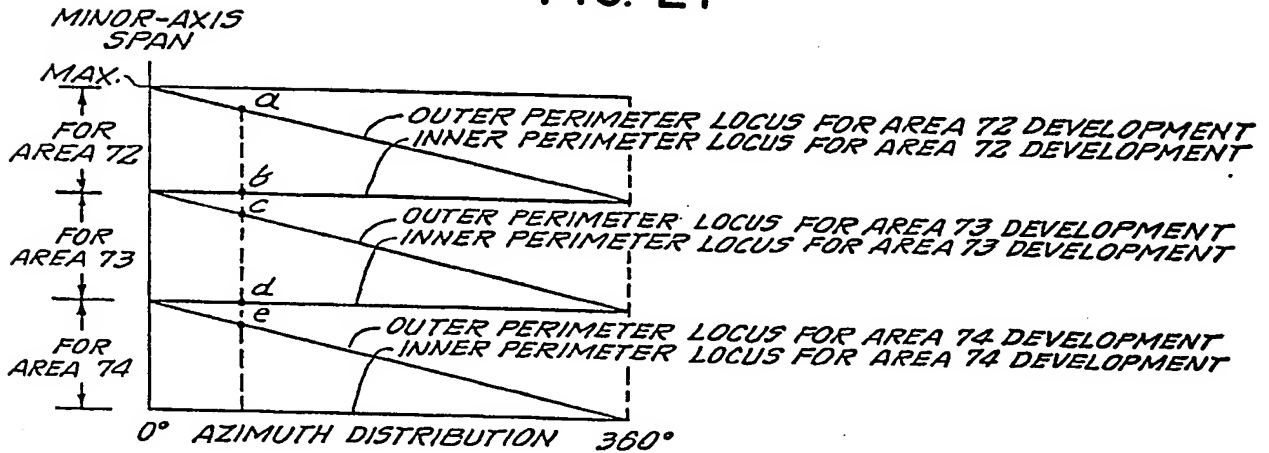 FIG. 21
MINOR-AXIS
SPAN
MAX.
a
OUTER PERIMETER LOCUS FOR AREA 72 DEVELOPMENT
INNER PERIMETER LOCUS FOR AREA 72 DEVELOPMENT
FOR
AREA 72
b
c
OUTER PERIMETER LOCUS FOR AREA 73 DEVELOPMENT
INNER PERIMETER LOCUS FOR AREA 73 DEVELOPMENT
FOR
AREA 73
d
e
OUTER PERIMETER LOCUS FOR AREA 74 DEVELOPMENT
INNER PERIMETER LOCUS FOR AREA 74 DEVELOPMENT
FOR
AREA 74
0° AZIMUTH DISTRIBUTION 360°